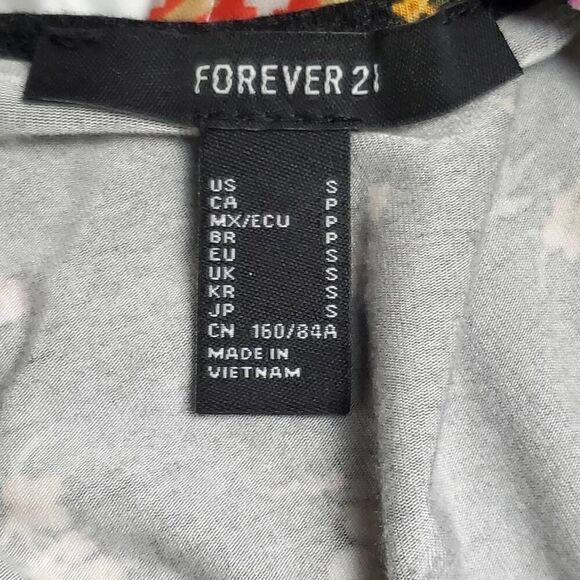 FOREVER 21
US S
CA P
MX/ECU P
BR P
EU S
UK S
KR S
JP S
CN 160/84A
MADE IN
VIETNAM